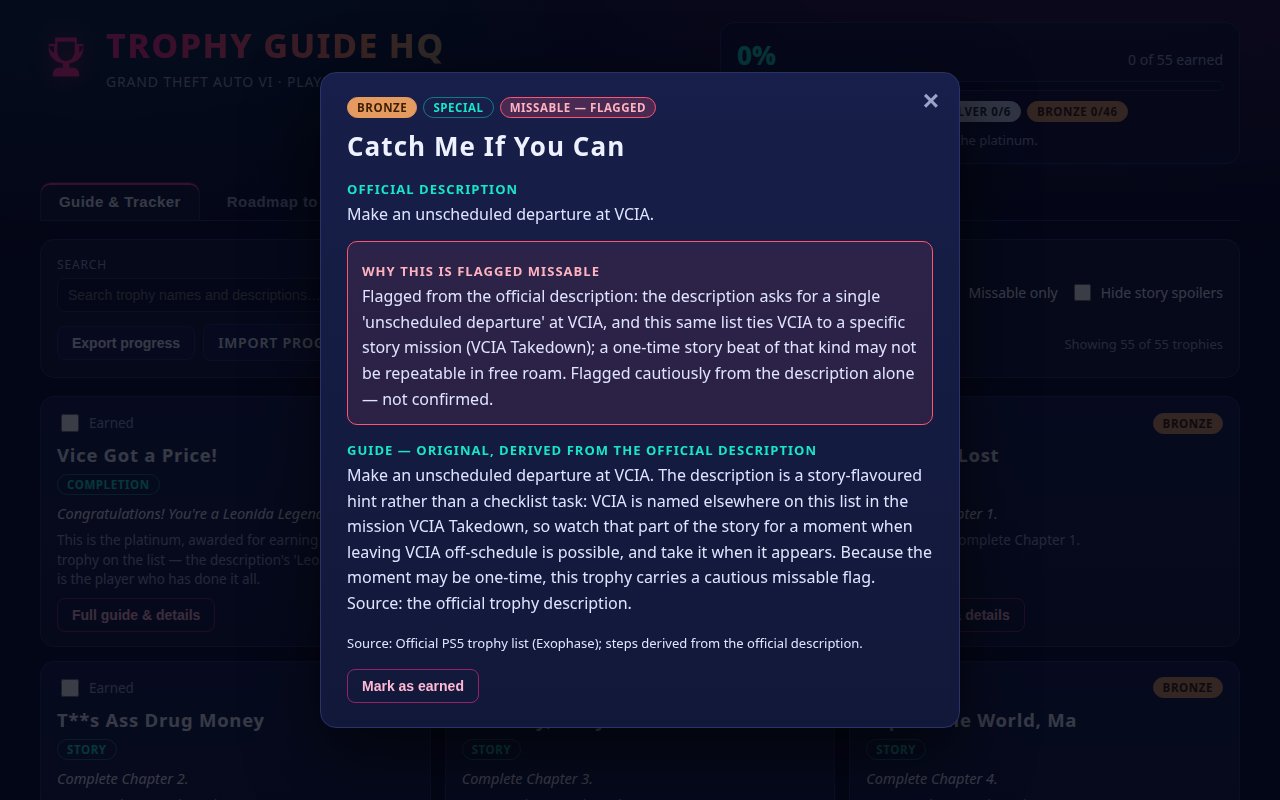 TROPHY GUIDE HQ
GRAND THEFT AUTO VI · PLAY
0%
0 of 55 earned
LVER 0/6
BRONZE 0/46
he platinum.
Guide & Tracker
Roadmap to
SEARCH
Search trophy names and descriptions...
Missable only
Hide story spoilers
Export progress
IMPORT PROG
Showing 55 of 55 trophies
BRONZE
SPECIAL
MISSABLE — FLAGGED
×
Catch Me If You Can
OFFICIAL DESCRIPTION
Make an unscheduled departure at VCIA.
WHY THIS IS FLAGGED MISSABLE
Flagged from the official description: the description asks for a single
'unscheduled departure' at VCIA, and this same list ties VCIA to a specific
story mission (VCIA Takedown); a one-time story beat of that kind may not
be repeatable in free roam. Flagged cautiously from the description alone
— not confirmed.
GUIDE — ORIGINAL, DERIVED FROM THE OFFICIAL DESCRIPTION
Make an unscheduled departure at VCIA. The description is a story-flavoured
hint rather than a checklist task: VCIA is named elsewhere on this list in the
mission VCIA Takedown, so watch that part of the story for a moment when
leaving VCIA off-schedule is possible, and take it when it appears. Because the
moment may be one-time, this trophy carries a cautious missable flag.
Source: the official trophy description.
Source: Official PS5 trophy list (Exophase); steps derived from the official description.
Mark as earned
Earned
Vice Got a Price!
COMPLETION
Congratulations! You're a Leonida Legend
This is the platinum, awarded for earning
trophy on the list — the description's 'Leo
is the player who has done it all.
Full guide & details
BRONZE
Lost
pter 1.
omplete Chapter 1.
details
Earned
T**s Ass Drug Money
STORY
Complete Chapter 2.
STORY
Complete Chapter 3.
BRONZE
e World, Ma
STORY
Complete Chapter 4.